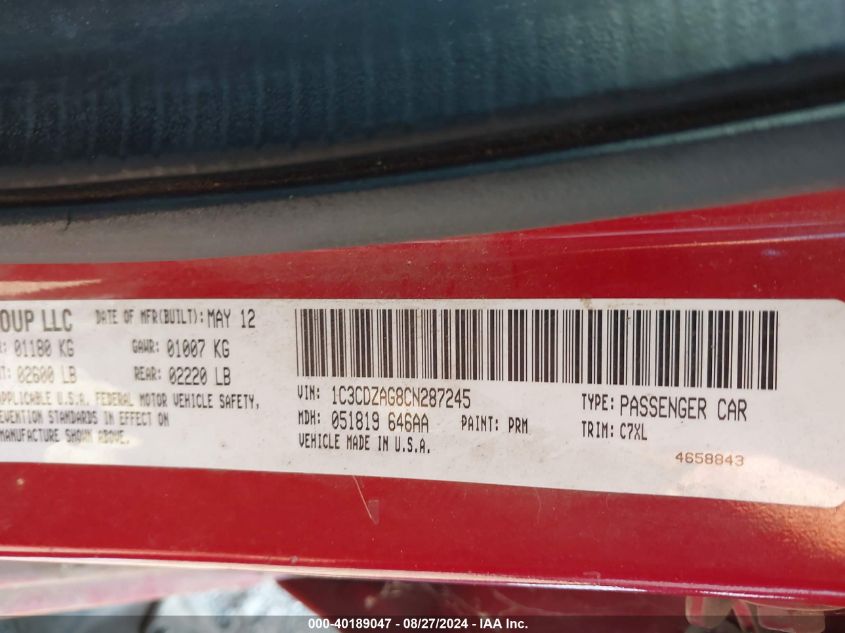 OUP LLC DATE OF MFR(BUILT): MAY 12
: 01180 KG GAWR: 01007 KG
T: 02600 LB REAR: 02220 LB
APPLICABLE U.S.A. FEDERAL MOTOR VEHICLE SAFETY,
EVENTION STANDARDS IN EFFECT ON
MANUFACTURE SHOWN ABOVE.
VIN: 1C3CDZAG8CN287245 TYPE: PASSENGER CAR
MDH: 051819 646AA PAINT: PRM TRIM: C7XL
VEHICLE MADE IN U.S.A.
4658843
000-40189047 - 08/27/2024 - IAA Inc.